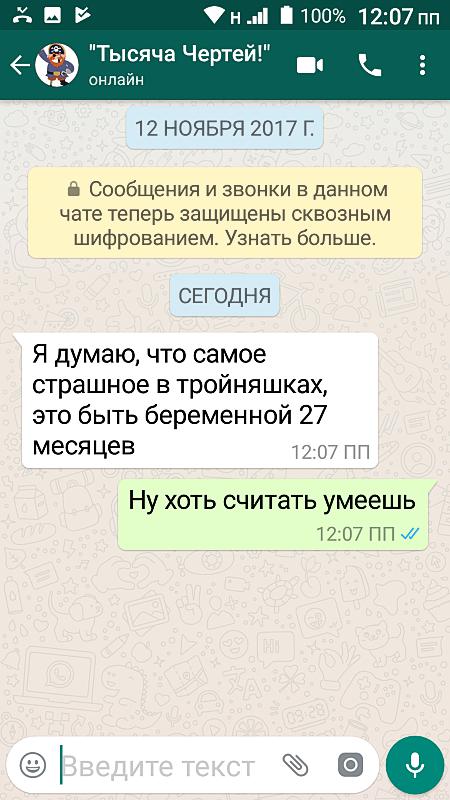 н 100% 12:07 пп
"Тысяча Чертей!"
онлайн
12 НОЯБРЯ 2017 Г.
Сообщения и звонки в данном
чате теперь защищены сквозным
шифрованием. Узнать больше.
СЕГОДНЯ
Я думаю, что самое
страшное в тройняшках,
это быть беременной 27
месяцев
12:07 ПП
Ну хоть считать умеешь
12:07 ПП
Введите текст